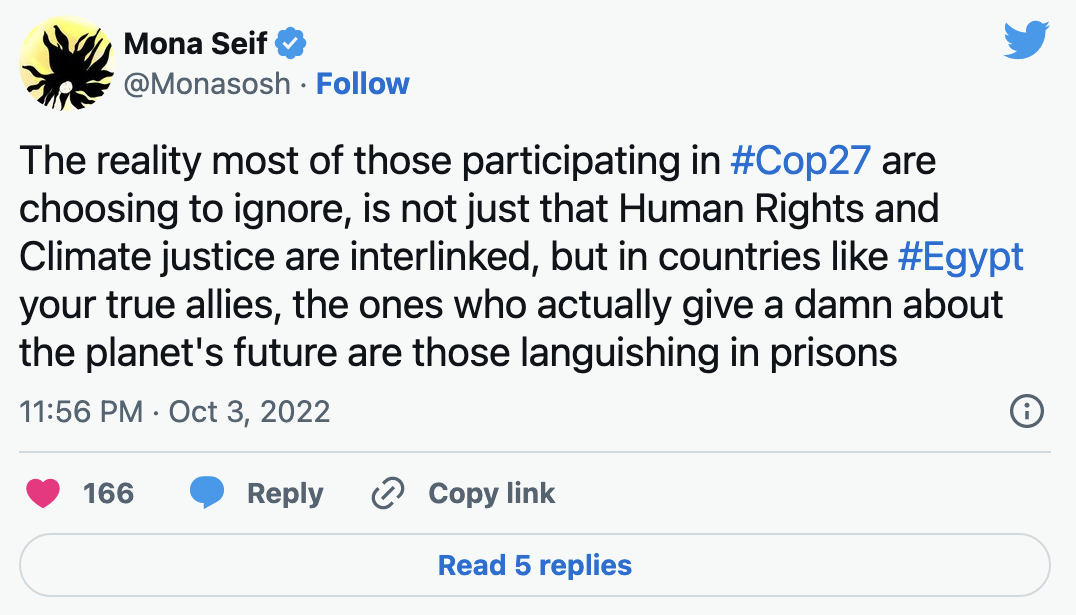 Mona Seif
@Monasosh · Follow
The reality most of those participating in #Cop27 are
choosing to ignore, is not just that Human Rights and
Climate justice are interlinked, but in countries like #Egypt
your true allies, the ones who actually give a damn about
the planet's future are those languishing in prisons
11:56 PM · Oct 3, 2022
166 Reply Copy link
Read 5 replies